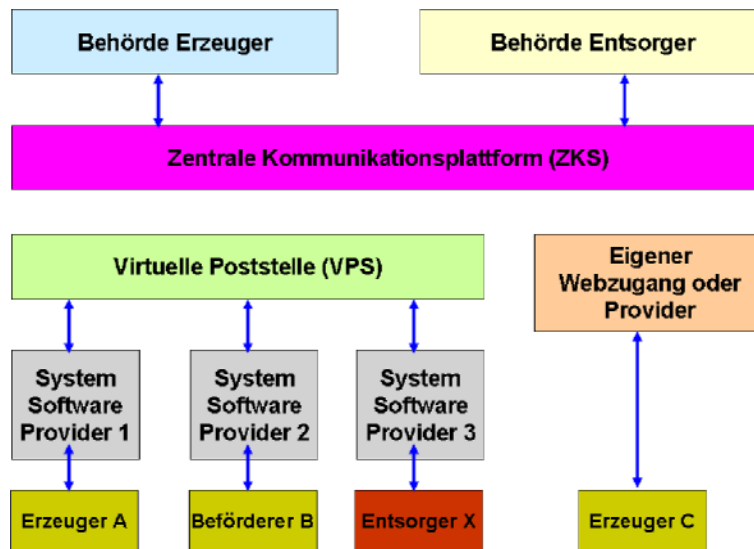 Behörde Erzeuger
Behörde Entsorger
Zentrale Kommunikationsplattform (ZKS)
Virtuelle Poststelle (VPS)
Eigener
Webzugang oder
Provider
System
Software
Provider 1
System
Software
Provider 2
System
Software
Provider 3
Erzeuger A
Beförderer B
Entsorger X
Erzeuger C